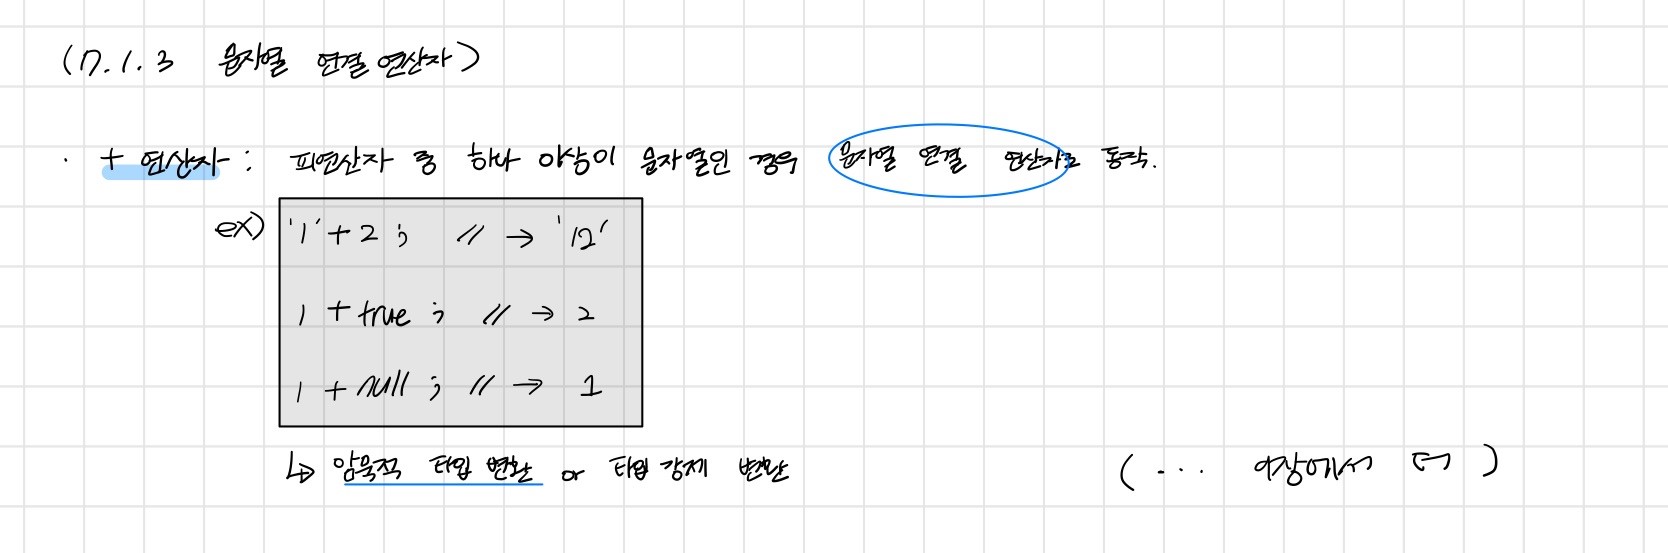 (7.1.3 문자열 연결 연산자)
· + 연산자 : 피연산자 중 하나 이상이 문자열인 경우 문자열 연결 연산자로 동작.
ex) '1' + 2 ; // → '12'
1 + true ; // → 2
1 + null ; // → 1
↳ 암묵적 타입 변환 or 타입 강제 변환
(... 9장에서 더)